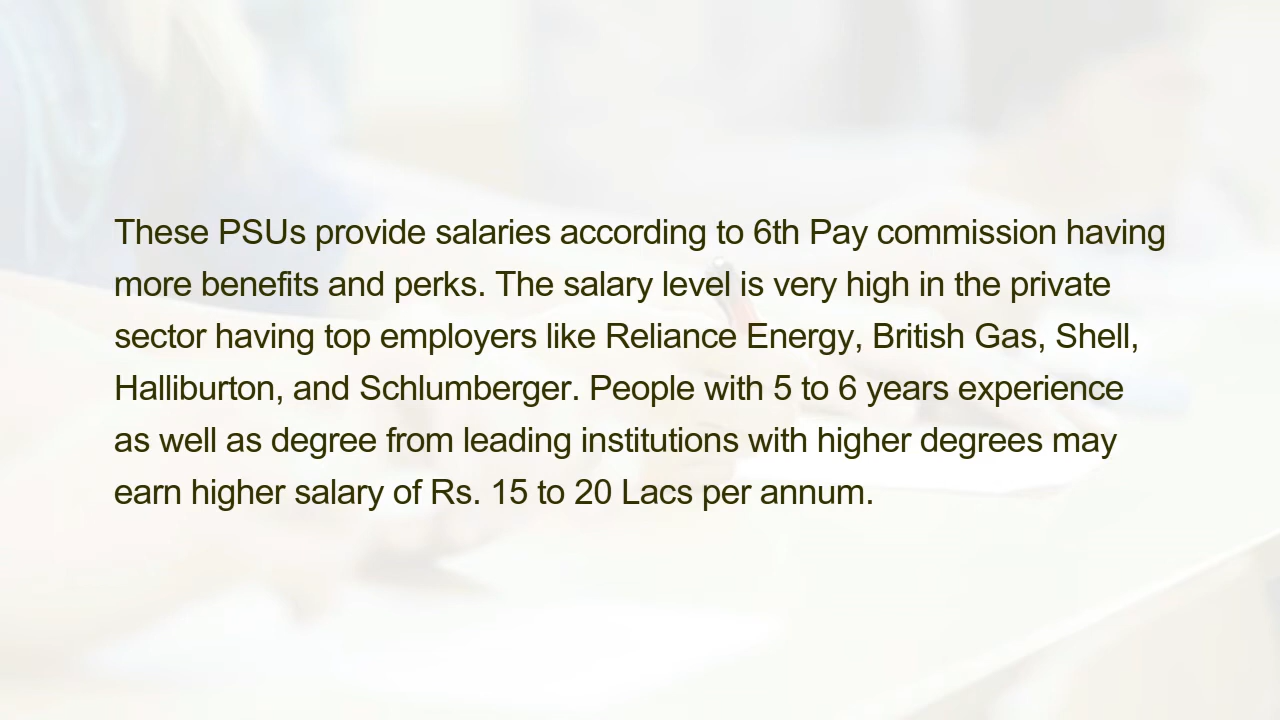 These PSUs provide salaries according to 6th Pay commission having
more benefits and perks. The salary level is very high in the private
sector having top employers like Reliance Energy, British Gas, Shell,
Halliburton, and Schlumberger. People with 5 to 6 years experience
as well as degree from leading institutions with higher degrees may
earn higher salary of Rs. 15 to 20 Lacs per annum.